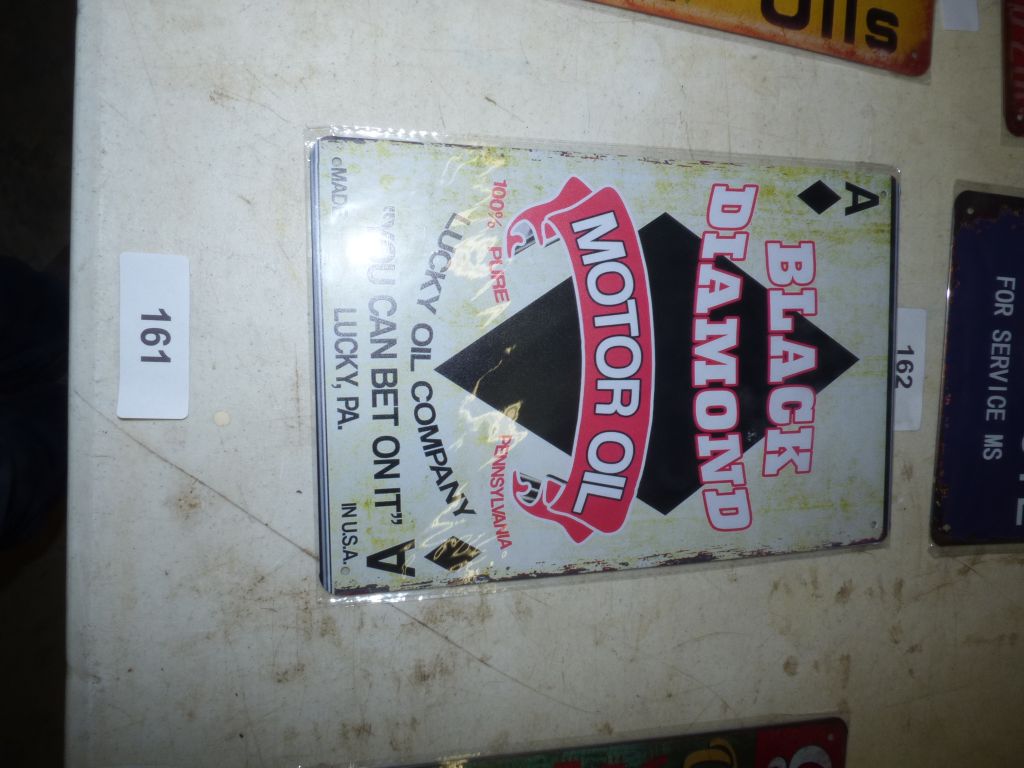 A
BLACK
DIAMOND
MOTOR OIL
100% PURE PENNSYLVANIA
LUCKY OIL COMPANY
"YOU CAN BET ON IT"
LUCKY, PA.
©MADE IN U.S.A.©
A
161
162
Oils
FOR SERVICE MS